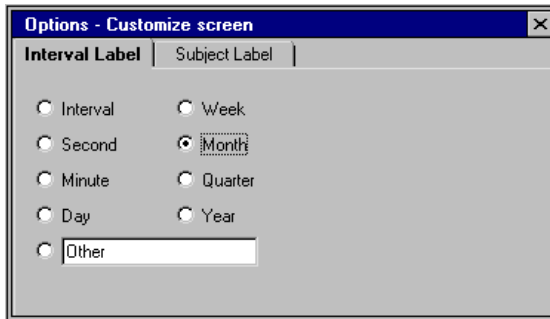 Options - Customize screen
Interval Label Subject Label
Interval Week
Second Month
Minute Quarter
Day Year
Other